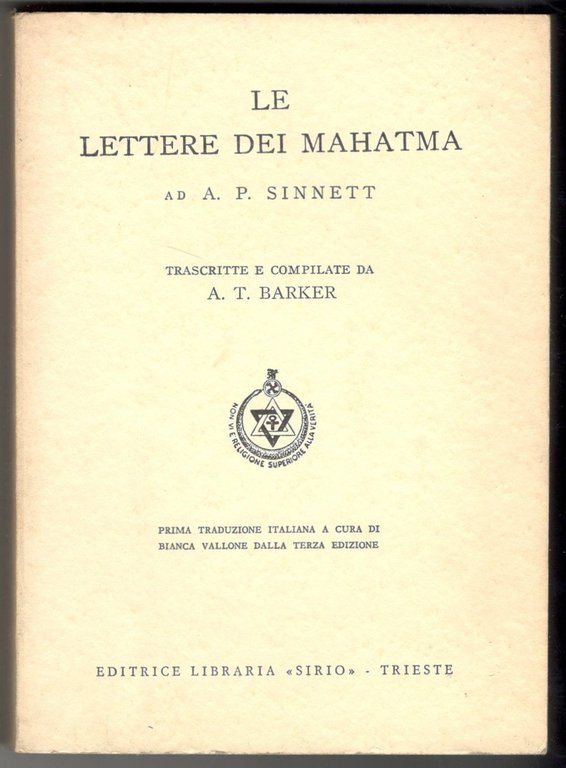 LE
LETTERE DEI MAHATMA
AD A. P. SINNETT
TRASCRITTE E COMPILATE DA
A. T. BARKER
NON VI È RELIGIONE SUPERIORE ALLA VERITÀ
PRIMA TRADUZIONE ITALIANA A CURA DI
BIANCA VALLONE DALLA TERZA EDIZIONE
EDITRICE LIBRARIA «SIRIO» - TRIESTE